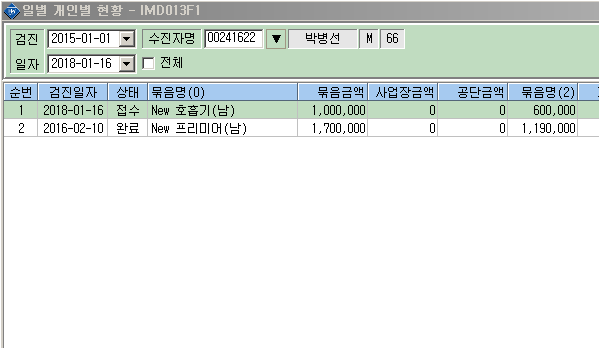 일별 개인별 현황 - IMD013F1
검진 2015-01-01 수진자명 00241622 박병선 M 66
일자 2018-01-16 전체
순번 검진일자 상태 묶음명(0) 묶음금액 사업장금액 공단금액 묶음명(2)
1 2018-01-16 접수 New 호흡기(남) 1,000,000 0 0 600,000
2 2016-02-10 완료 New 프리미어(남) 1,700,000 0 0 1,190,000